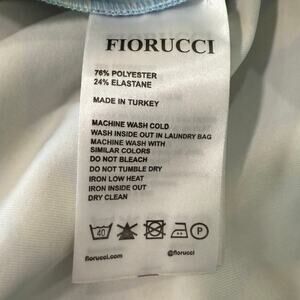 FIORUCCI
76% POLYESTER
24% ELASTANE
MADE IN TURKEY
MACHINE WASH COLD
WASH INSIDE OUT IN LAUNDRY BAG
MACHINE WASH WITH
SIMILAR COLORS
DO NOT BLEACH
DO NOT TUMBLE DRY
IRON LOW HEAT
IRON INSIDE OUT
DRY CLEAN
40 P
fiorucci.com @fiorucci